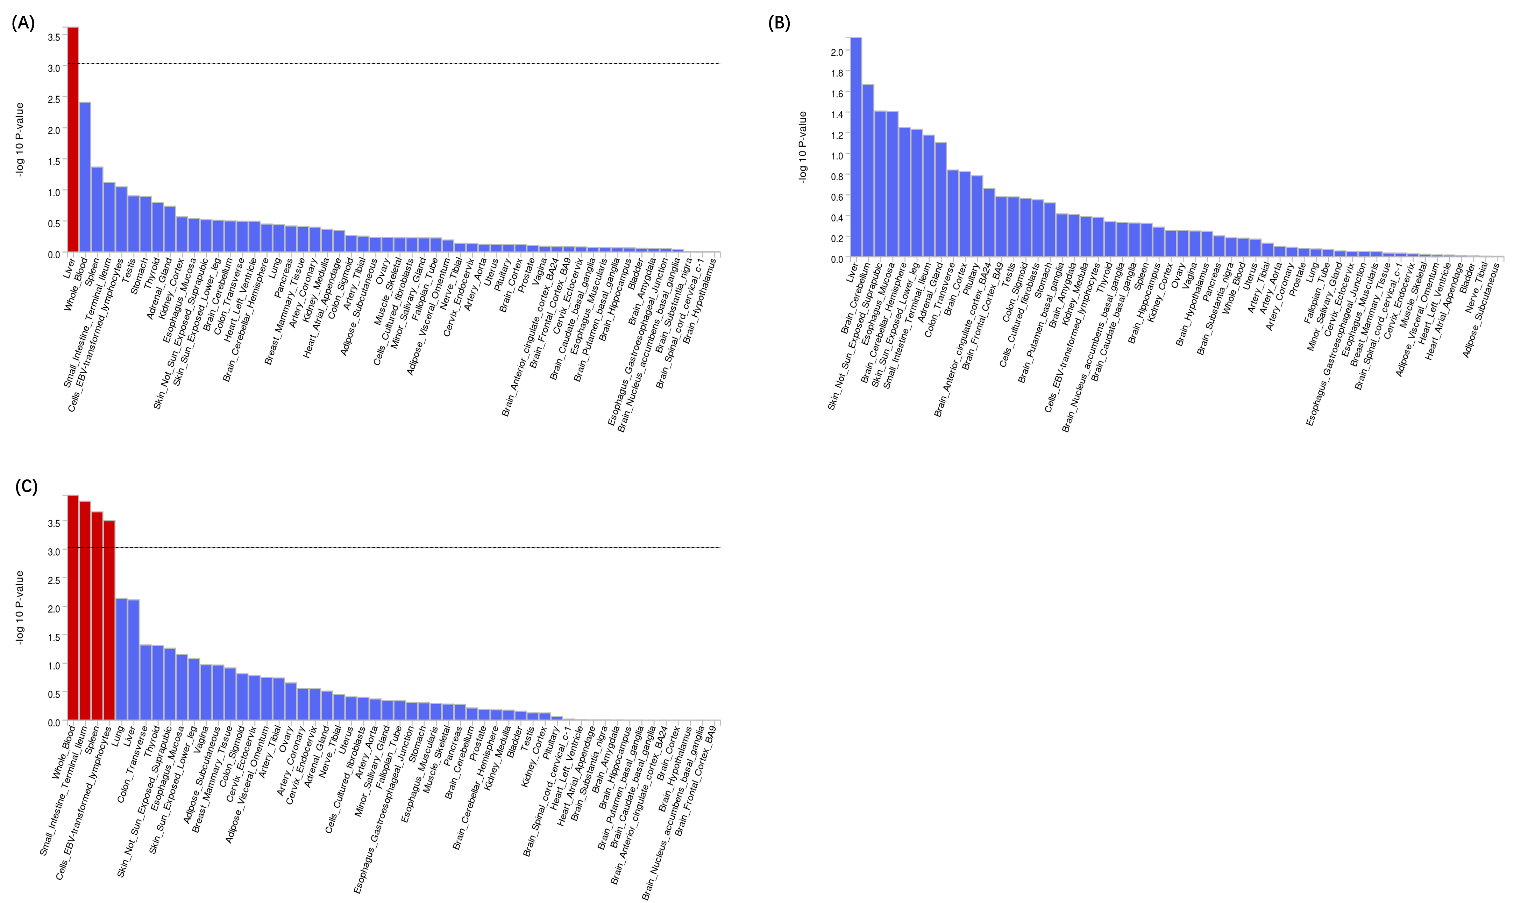 (A)
-log 10 P-value
3.5
3.0
2.5
2.0
1.5
1.0
0.5
0.0
Liver
Whole_Blood
Spleen
Small_Intestine_Terminal_Ileum
Cells_EBV-transformed_lymphocytes
Testis
Stomach
Thyroid
Adrenal_Gland
Kidney_Cortex
Esophagus_Mucosa
Skin_Not_Sun_Exposed_Suprapubic
Skin_Sun_Exposed_Lower_leg
Brain_Cerebellum
Colon_Transverse
Heart_Left_Ventricle
Brain_Cerebellar_Hemisphere
Lung
Pancreas
Breast_Mammary_Tissue
Artery_Coronary
Kidney_Medulla
Heart_Atrial_Appendage
Colon_Sigmoid
Artery_Tibial
Adipose_Subcutaneous
Ovary
Muscle_Skeletal
Cells_Cultured_fibroblasts
Minor_Salivary_Gland
Fallopian_Tube
Adipose_Visceral_Omentum
Nerve_Tibial
Cervix_Endocervix
Artery_Aorta
Uterus
Pituitary
Brain_Cortex
Prostate
Vagina
Brain_Anterior_cingulate_cortex_BA24
Brain_Frontal_Cortex_BA9
Cervix_Ectocervix
Brain_Caudate_basal_ganglia
Esophagus_Muscularis
Brain_Putamen_basal_ganglia
Brain_Hippocampus
Bladder
Brain_Amygdala
Esophagus_Gastroesophageal_Junction
Brain_Nucleus_accumbens_basal_ganglia
Brain_Substantia_nigra
Brain_Spinal_cord_cervical_c-1
Brain_Hypothalamus
(B)
-log 10 P-value
2.0
1.8
1.6
1.4
1.2
1.0
0.8
0.6
0.4
0.2
0.0
Liver
Brain_Cerebellum
Skin_Not_Sun_Exposed_Suprapubic
Esophagus_Mucosa
Brain_Cerebellar_Hemisphere
Skin_Sun_Exposed_Lower_leg
Small_Intestine_Terminal_Ileum
Adrenal_Gland
Colon_Transverse
Brain_Cortex
Pituitary
Brain_Anterior_cingulate_cortex_BA24
Brain_Frontal_Cortex_BA9
Testis
Colon_Sigmoid
Cells_Cultured_fibroblasts
Stomach
Brain_Putamen_basal_ganglia
Brain_Amygdala
Kidney_Medulla
Cells_EBV-transformed_lymphocytes
Thyroid
Brain_Nucleus_accumbens_basal_ganglia
Brain_Caudate_basal_ganglia
Spleen
Brain_Hippocampus
Kidney_Cortex
Ovary
Vagina
Brain_Hypothalamus
Pancreas
Brain_Substantia_nigra
Whole_Blood
Uterus
Artery_Tibial
Artery_Aorta
Artery_Coronary
Prostate
Lung
Fallopian_Tube
Minor_Salivary_Gland
Cervix_Ectocervix
Esophagus_Gastroesophageal_Junction
Esophagus_Muscularis
Breast_Mammary_Tissue
Brain_Spinal_cord_cervical_c-1
Cervix_Endocervix
Muscle_Skeletal
Adipose_Visceral_Omentum
Heart_Left_Ventricle
Heart_Atrial_Appendage
Bladder
Nerve_Tibial
Adipose_Subcutaneous
(C)
-log 10 P-value
3.5
3.0
2.5
2.0
1.5
1.0
0.5
0.0
Whole_Blood
Small_Intestine_Terminal_Ileum
Spleen
Cells_EBV-transformed_lymphocytes
Lung
Liver
Colon_Transverse
Thyroid
Skin_Not_Sun_Exposed_Suprapubic
Esophagus_Mucosa
Skin_Sun_Exposed_Lower_leg
Vagina
Adipose_Subcutaneous
Breast_Mammary_Tissue
Colon_Sigmoid
Cervix_Ectocervix
Adipose_Visceral_Omentum
Artery_Tibial
Ovary
Artery_Coronary
Cervix_Endocervix
Adrenal_Gland
Nerve_Tibial
Uterus
Cells_Cultured_fibroblasts
Artery_Aorta
Minor_Salivary_Gland
Fallopian_Tube
Esophagus_Gastroesophageal_Junction
Stomach
Esophagus_Muscularis
Muscle_Skeletal
Pancreas
Brain_Cerebellum
Prostate
Brain_Cerebellar_Hemisphere
Kidney_Medulla
Bladder
Testis
Kidney_Cortex
Pituitary
Brain_Spinal_cord_cervical_c-1
Heart_Left_Ventricle
Heart_Atrial_Appendage
Brain_Substantia_nigra
Brain_Amygdala
Brain_Hippocampus
Brain_Putamen_basal_ganglia
Brain_Caudate_basal_ganglia
Brain_Anterior_cingulate_cortex_BA24
Brain_Cortex
Brain_Hypothalamus
Brain_Nucleus_accumbens_basal_ganglia
Brain_Frontal_Cortex_BA9